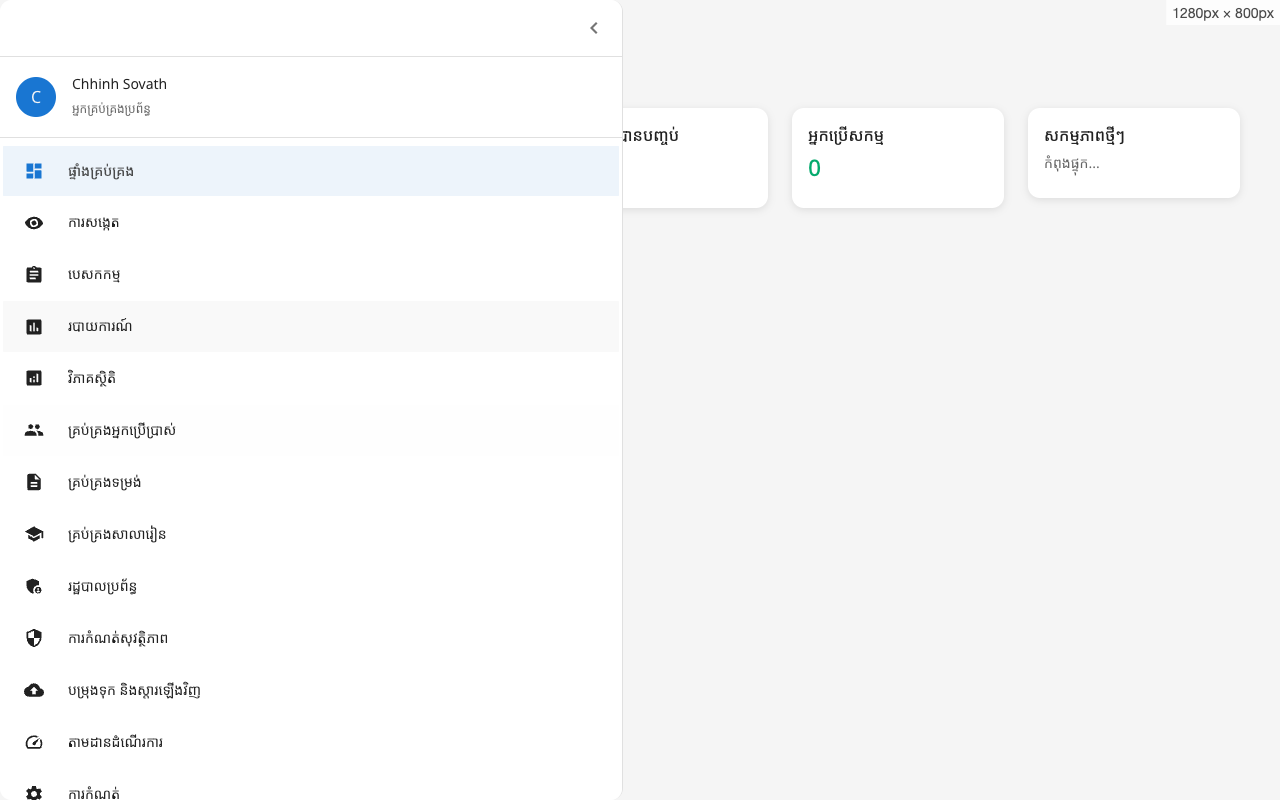 1280px × 800px
C
Chhinh Sovath
អ្នកគ្រប់គ្រងប្រព័ន្ធ
ផ្ទាំងគ្រប់គ្រង
ការសង្កេត
បេសកកម្ម
របាយការណ៍
វិភាគស្ថិតិ
គ្រប់គ្រងអ្នកប្រើប្រាស់
គ្រប់គ្រងទម្រង់
គ្រប់គ្រងសាលារៀន
រដ្ឋបាលប្រព័ន្ធ
ការកំណត់សុវត្ថិភាព
បម្រុងទុក និងស្តារឡើងវិញ
តាមដានដំណើរការ
ការកំណត់
បានបញ្ចប់
អ្នកប្រើសកម្ម
0
សកម្មភាពថ្មីៗ
កំពុងផ្ទុក...